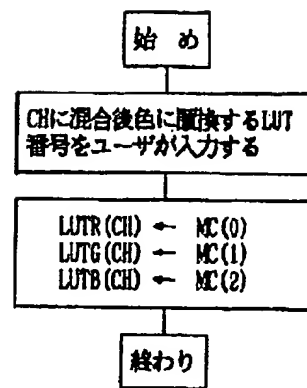 始 め
CHに混合後色に置換するLUT
番号をユーザが入力する
LUTR(CH) ← MC(0)
LUTG(CH) ← MC(1)
LUTB(CH) ← MC(2)
終わり